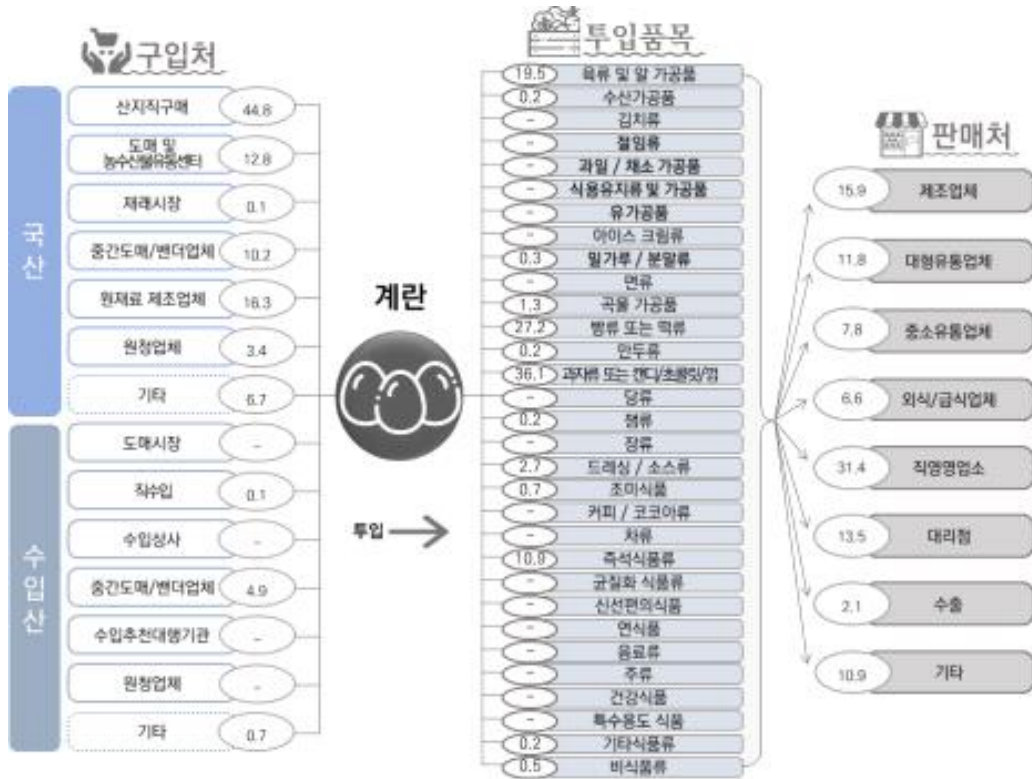 구입처
국산
산지직구매 44.8
도매 및
농수산물유통센터 12.8
재래시장 0.1
중간도매/밴더업체 10.2
원재료 제조업체 16.3
원청업체 3.4
기타 6.7
수입산
도매시장 -
직수입 0.1
수입상사 -
중간도매/밴더업체 4.9
수입추천대행기관 -
원청업체 -
기타 0.7
계란
투입
투입품목
19.5 육류 및 알 가공품
0.2 수산가공품
- 김치류
- 절임류
- 과일 / 채소 가공품
- 식용유지류 및 가공품
- 유가공품
- 아이스 크림류
0.3 밀가루 / 분말류
- 면류
1.3 곡물 가공품
27.2 빵류 또는 떡류
0.2 만두류
36.1 과자류 또는 캔디/초콜릿/껌
- 당류
0.2 잼류
- 장류
2.7 드레싱 / 소스류
0.7 조미식품
- 커피 / 코코아류
- 차류
10.9 즉석식품류
- 균질화 식품류
- 신선편의식품
- 연식품
- 음료류
- 주류
- 건강식품
- 특수용도 식품
0.2 기타식품류
0.5 비식품류
판매처
15.9 제조업체
11.8 대형유통업체
7.8 중소유통업체
6.6 외식/급식업체
31.4 직영영업소
13.5 대리점
2.1 수출
10.9 기타